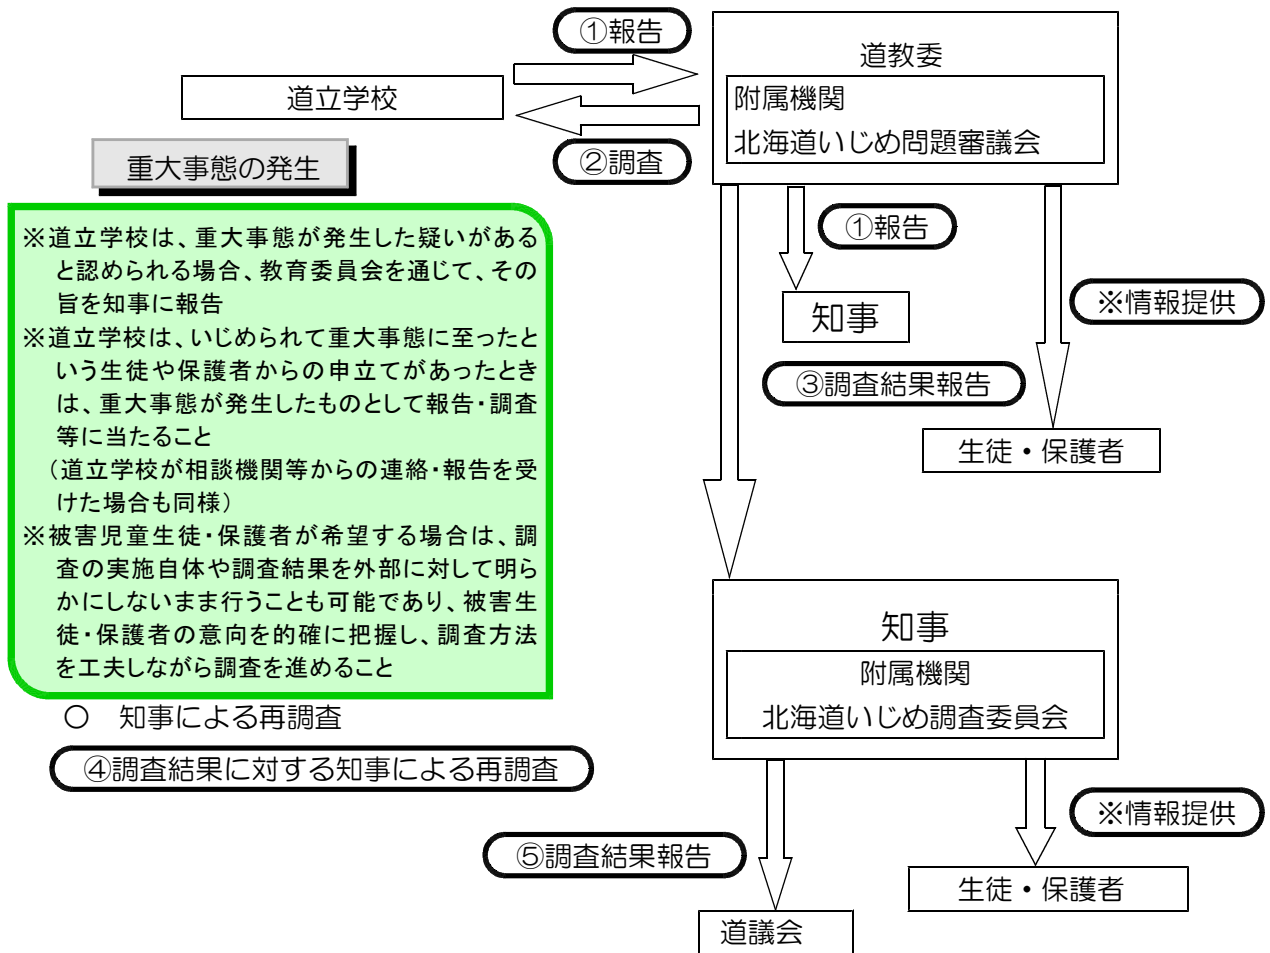 ①報告
道教委
道立学校
附属機関
北海道いじめ問題審議会
②調査
重大事態の発生
①報告
※道立学校は、重大事態が発生した疑いがある
と認められる場合、教育委員会を通じて、その
旨を知事に報告
※道立学校は、いじめられて重大事態に至ったと
いう生徒や保護者からの申立てがあったとき
は、重大事態が発生したものとして報告・調査
等に当たること
（道立学校が相談機関等からの連絡・報告を受
けた場合も同様）
※被害児童生徒・保護者が希望する場合は、調
査の実施自体や調査結果を外部に対して明ら
かにしないまま行うことも可能であり、被害生
徒・保護者の意向を的確に把握し、調査方法
を工夫しながら調査を進めること
※情報提供
知事
③調査結果報告
生徒・保護者
知事
附属機関
北海道いじめ調査委員会
○　知事による再調査
④調査結果に対する知事による再調査
※情報提供
⑤調査結果報告
生徒・保護者
道議会